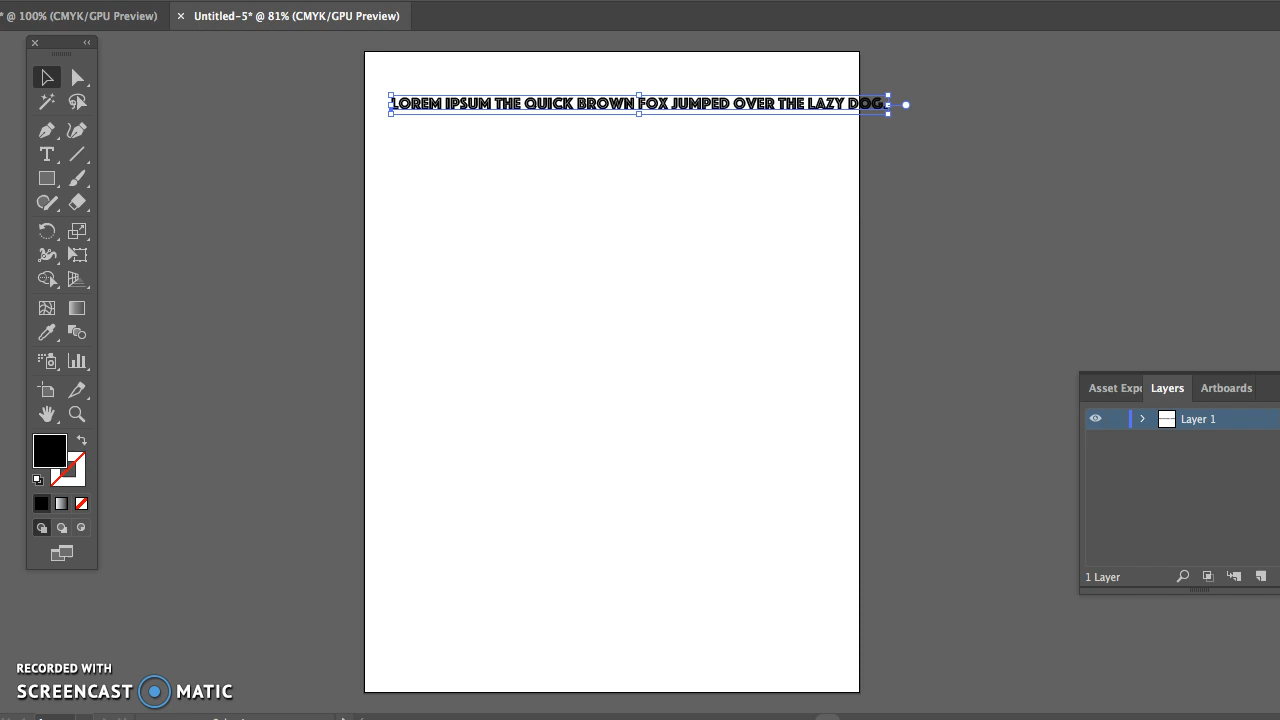 * @ 100% (CMYK/GPU Preview)
× Untitled-5* @ 81% (CMYK/GPU Preview)
LOREM IPSUM THE QUICK BROWN FOX JUMPED OVER THE LAZY DOG.
Asset Expo Layers Artboards
Layer 1
1 Layer
RECORDED WITH
SCREENCAST MATIC